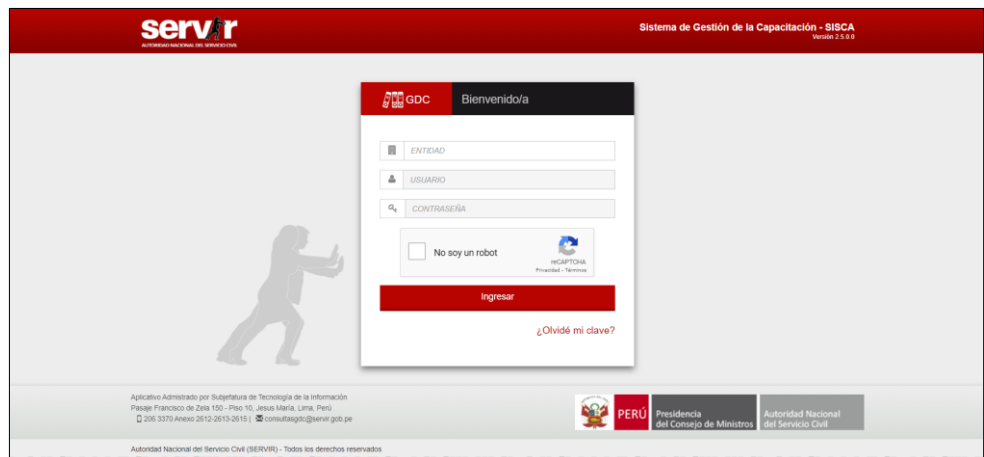 servir
AUTORIDAD NACIONAL DEL SERVICIO CIVIL
Sistema de Gestión de la Capacitación - SISCA
Versión 2.5.0.0
GDC
Bienvenido/a
ENTIDAD
USUARIO
CONTRASEÑA
No soy un robot
reCAPTCHA
Privacidad - Términos
Ingresar
¿Olvidé mi clave?
Aplicativo Admistrado por Subjefatura de Tecnología de la Información
Pasaje Francisco de Zela 150 - Piso 10, Jesus María, Lima, Perú
206 3370 Anexo 2612-2613-2615 | consultasgdc@servir.gob.pe
PERÚ
Presidencia
del Consejo de Ministros
Autoridad Nacional
del Servicio Civil
Autoridad Nacional del Servicio Civil (SERVIR) - Todos los derechos reservados